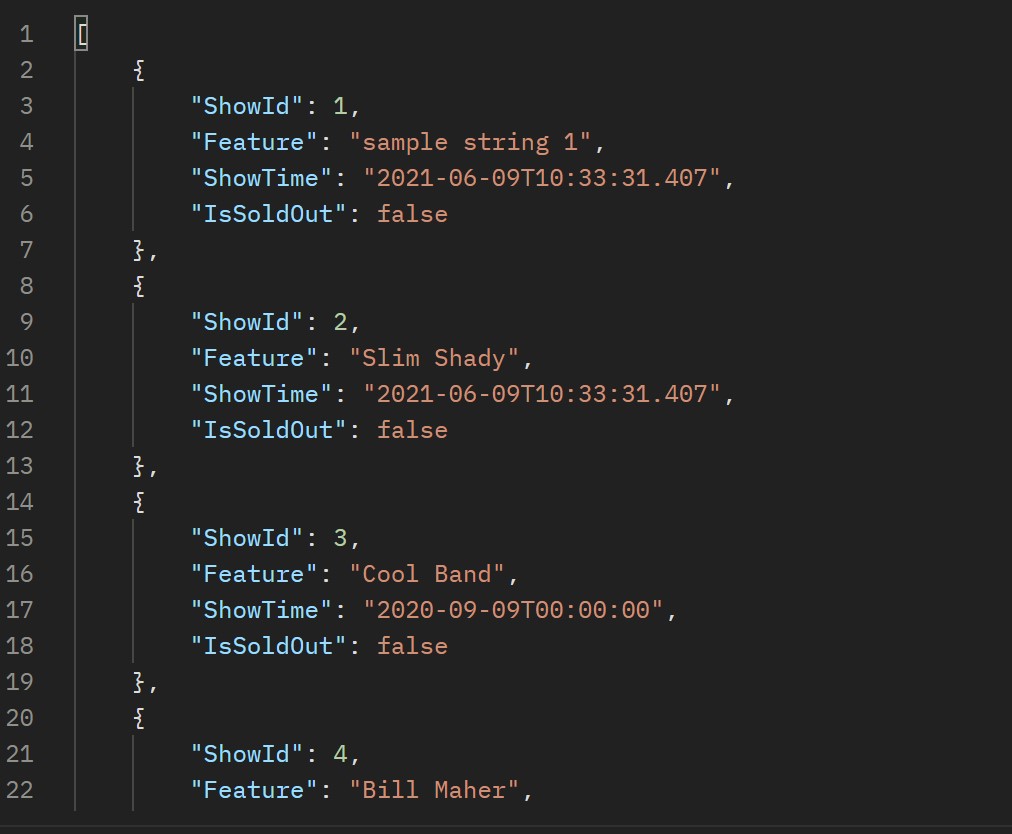 1 [
2 {
3 "ShowId": 1,
4 "Feature": "sample string 1",
5 "ShowTime": "2021-06-09T10:33:31.407",
6 "IsSoldOut": false
7 },
8 {
9 "ShowId": 2,
10 "Feature": "Slim Shady",
11 "ShowTime": "2021-06-09T10:33:31.407",
12 "IsSoldOut": false
13 },
14 {
15 "ShowId": 3,
16 "Feature": "Cool Band",
17 "ShowTime": "2020-09-09T00:00:00",
18 "IsSoldOut": false
19 },
20 {
21 "ShowId": 4,
22 "Feature": "Bill Maher",